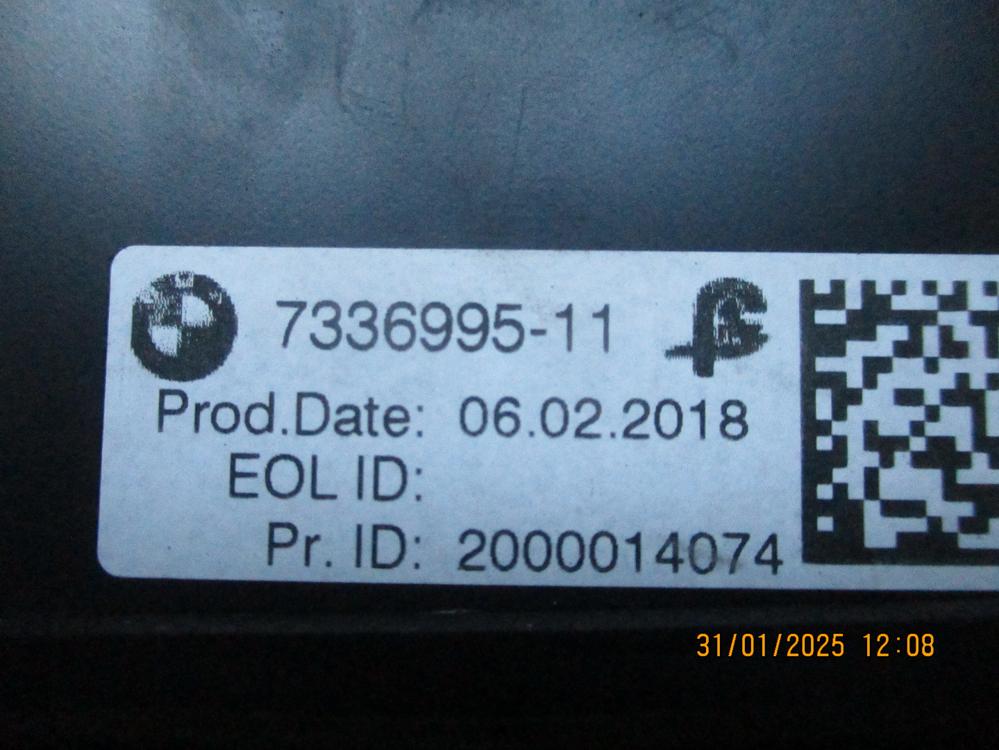 7336995-11
Prod.Date: 06.02.2018
EOL ID:
Pr. ID: 2000014074
31/01/2025 12:08